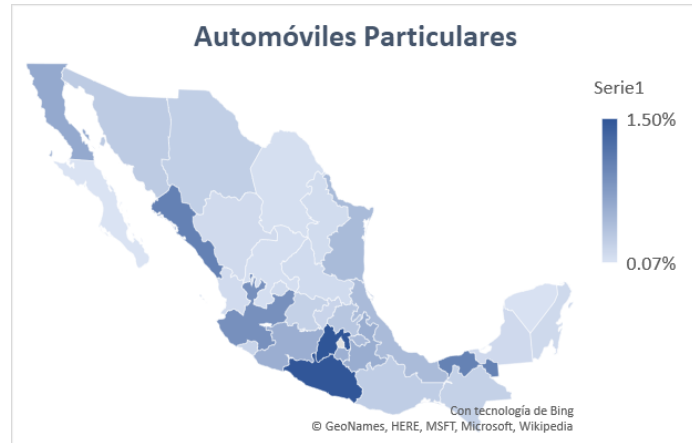 Automóviles Particulares
Serie1
1.50%
0.07%
Con tecnología de Bing
© GeoNames, HERE, MSFT, Microsoft, Wikipedia